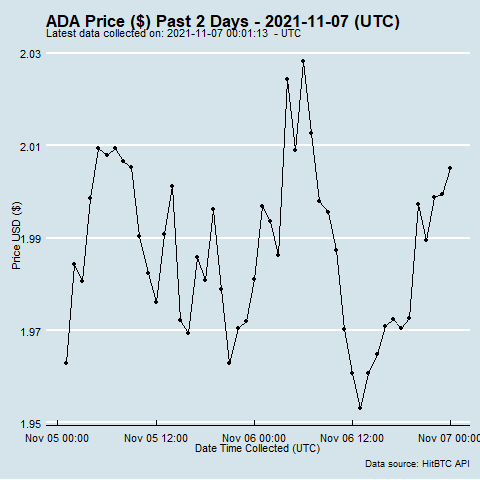 ADA Price ($) Past 2 Days - 2021-11-07 (UTC)
Latest data collected on: 2021-11-07 00:01:13 - UTC
2.03
2.01
1.99
1.97
1.95
Price USD ($)
Nov 05 00:00 Nov 05 12:00 Nov 06 00:00 Nov 06 12:00 Nov 07 00:00
Date Time Collected (UTC)
Data source: HitBTC API